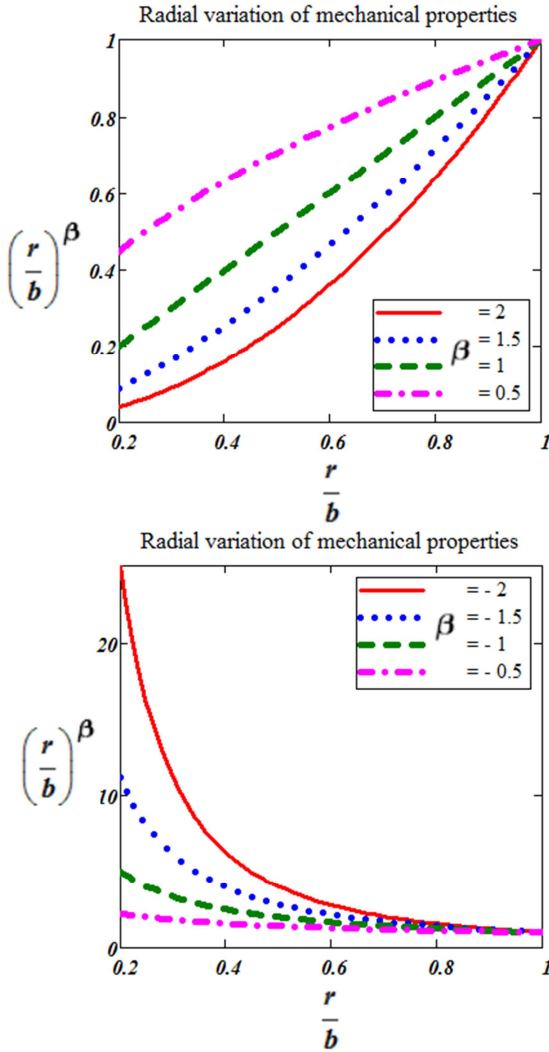 Radial variation of mechanical properties
1
0.8
0.6
0.4
0.2
0
(r/b)^β
β
= 2
= 1.5
= 1
= 0.5
0.2 0.4 0.6 0.8 1
r/b
Radial variation of mechanical properties
20
10
0
(r/b)^β
β
= - 2
= - 1.5
= - 1
= - 0.5
0.2 0.4 0.6 0.8 1
r/b